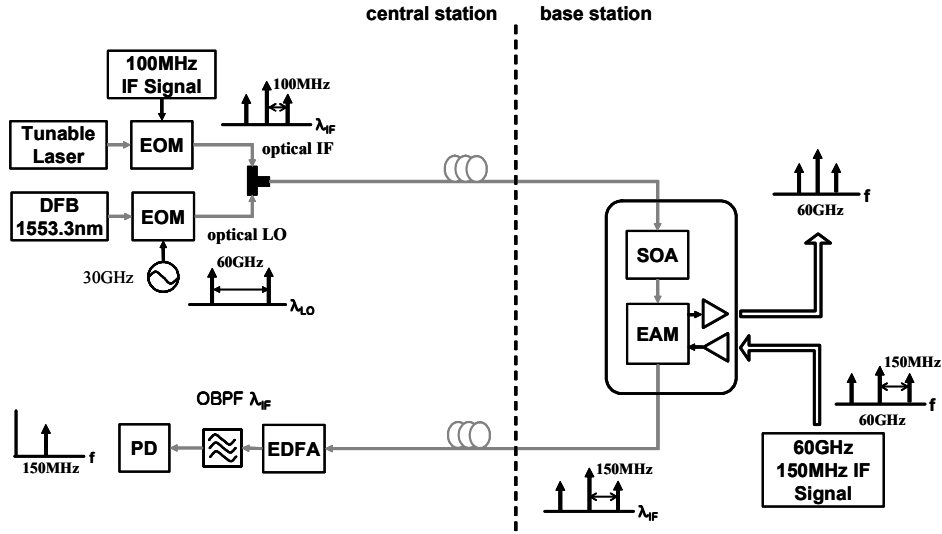 central station
base station
100MHz
IF Signal
100MHz
λIF
optical IF
Tunable
Laser
EOM
DFB
1553.3nm
EOM
optical LO
30GHz
60GHz
λLO
SOA
EAM
f
60GHz
150MHz
f
60GHz
60GHz
150MHz IF
Signal
OBPF λIF
PD
EDFA
150MHz
f
150MHz
λIF